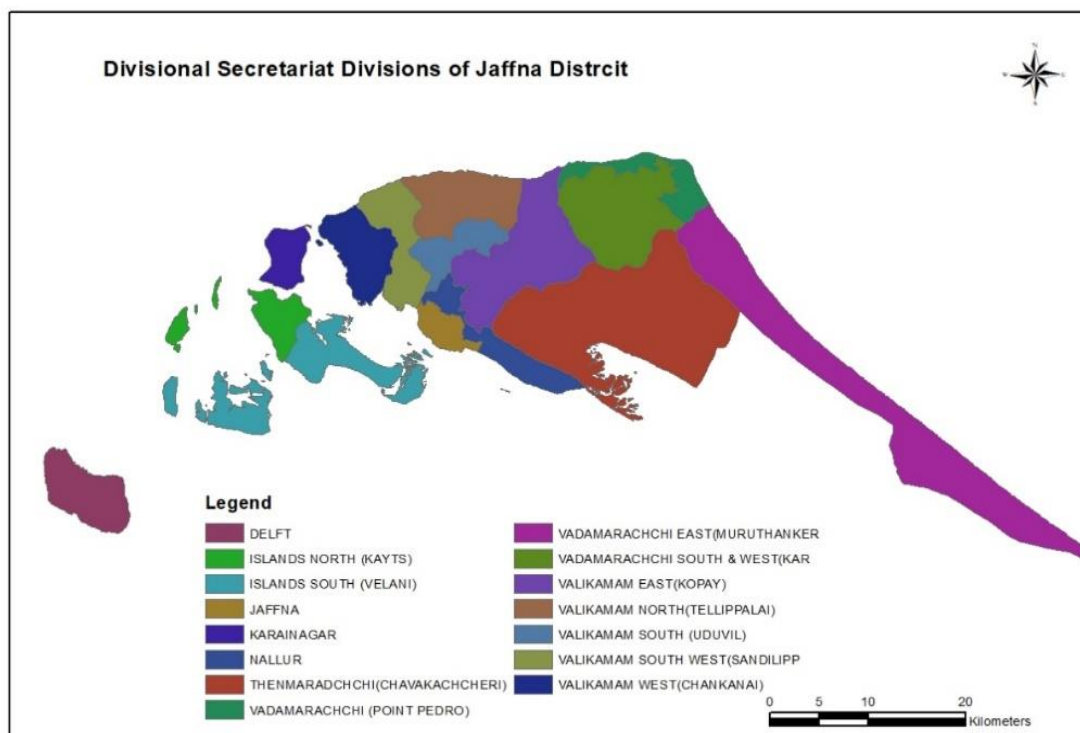 Divisional Secretariat Divisions of Jaffna Distrcit
N
W
E
S
Legend
DELFT
ISLANDS NORTH (KAYTS)
ISLANDS SOUTH (VELANI)
JAFFNA
KARAINAGAR
NALLUR
THENMARADCHCHI(CHAVAKACHCHERI)
VADAMARACHCHI (POINT PEDRO)
VADAMARACHCHI EAST(MURUTHANKER
VADAMARACHCHI SOUTH & WEST(KAR
VALIKAMAM EAST(KOPAY)
VALIKAMAM NORTH(TELLIPPALAI)
VALIKAMAM SOUTH (UDUVIL)
VALIKAMAM SOUTH WEST(SANDILIPP
VALIKAMAM WEST(CHANKANAI)
0 5 10 20
Kilometers